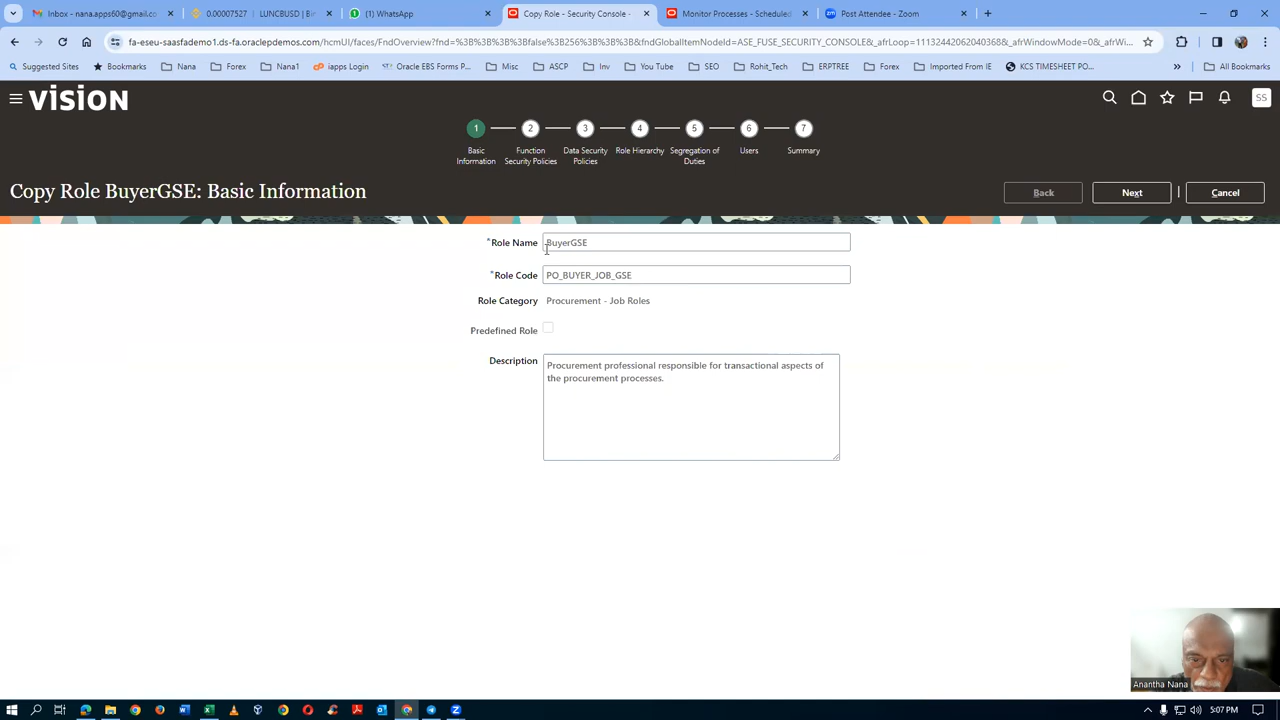 Inbox - nana.apps60@gmail.co
0.00007527 | LUNCBUSD | Bin
(1) WhatsApp
Copy Role - Security Console -
Monitor Processes - Scheduled
Post Attendee - Zoom
fa-eseu-saasfademo1.ds-fa.oraclepdemos.com/hcmUI/faces/FndOverview?fnd=%3B%3B%3B%3Bfalse%3B256%3B%3B%3B&fndGlobalItemNodeId=ASE_FUSE_SECURITY_CONSOLE&_afrLoop=11132442062040368&_afrWindowMode=0&_afrWi...
Suggested Sites
Bookmarks
Nana
Forex
Nana1
iapps Login
Oracle EBS Forms P...
Misc
ASCP
Inv
You Tube
SEO
Rohit_Tech
ERPTREE
Forex
Imported From IE
KCS TIMESHEET PO...
All Bookmarks
VISION
SS
1
2
3
4
5
6
7
Basic
Information
Function
Security Policies
Data Security
Policies
Role Hierarchy
Segregation of
Duties
Users
Summary
Copy Role BuyerGSE: Basic Information
Back
Next
Cancel
*Role Name BuyerGSE
*Role Code PO_BUYER_JOB_GSE
Role Category Procurement - Job Roles
Predefined Role
Description Procurement professional responsible for transactional aspects of
the procurement processes.
Anantha Nana
5:07 PM